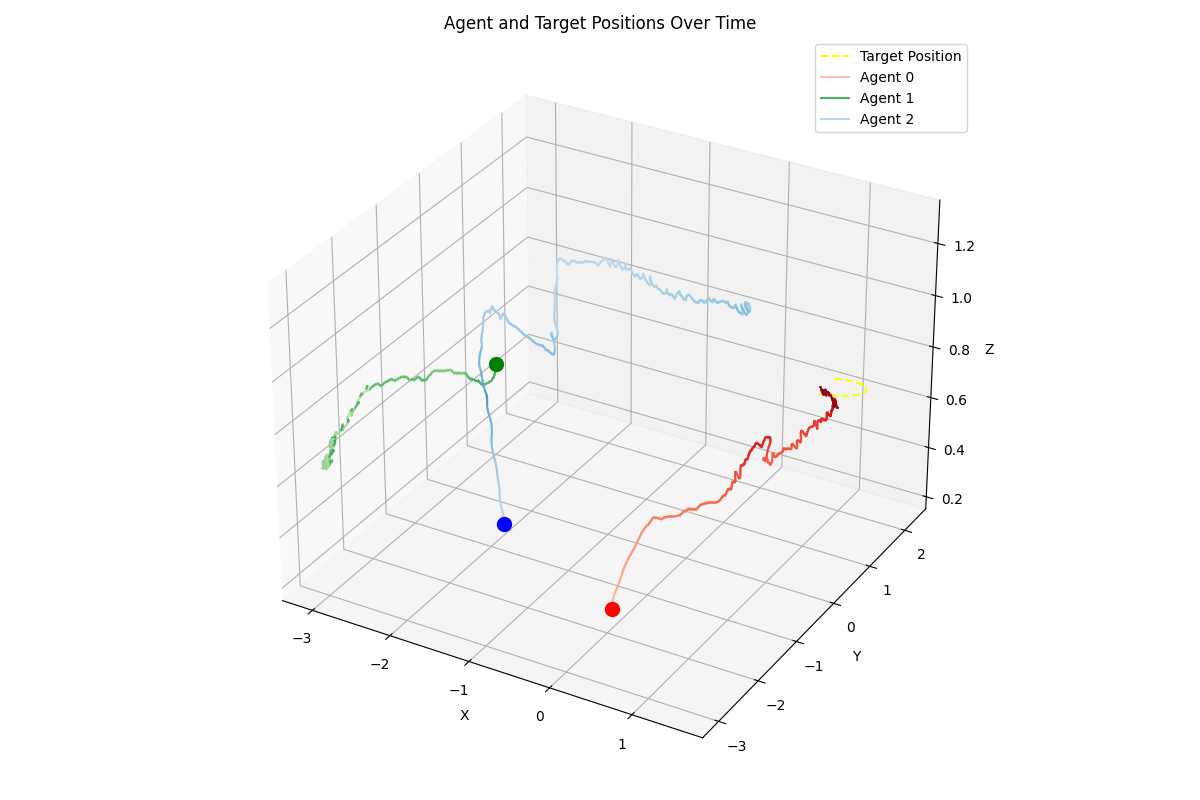 Agent and Target Positions Over Time
Target Position
Agent 0
Agent 1
Agent 2
1.2
1.0
Z
0.8
0.6
0.4
0.2
2
1
0
Y
−1
−2
−3
−3
−2
−1
X
0
1